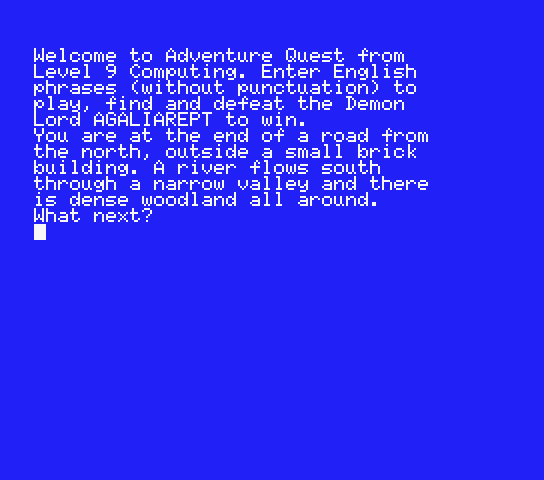 Welcome to Adventure Quest from
Level 9 Computing. Enter English
phrases (without punctuation) to
play, find and defeat the Demon
Lord AGALIAREPT to win.
You are at the end of a road from
the north, outside a small brick
building. A river flows south
through a narrow valley and there
is dense woodland all around.
What next?